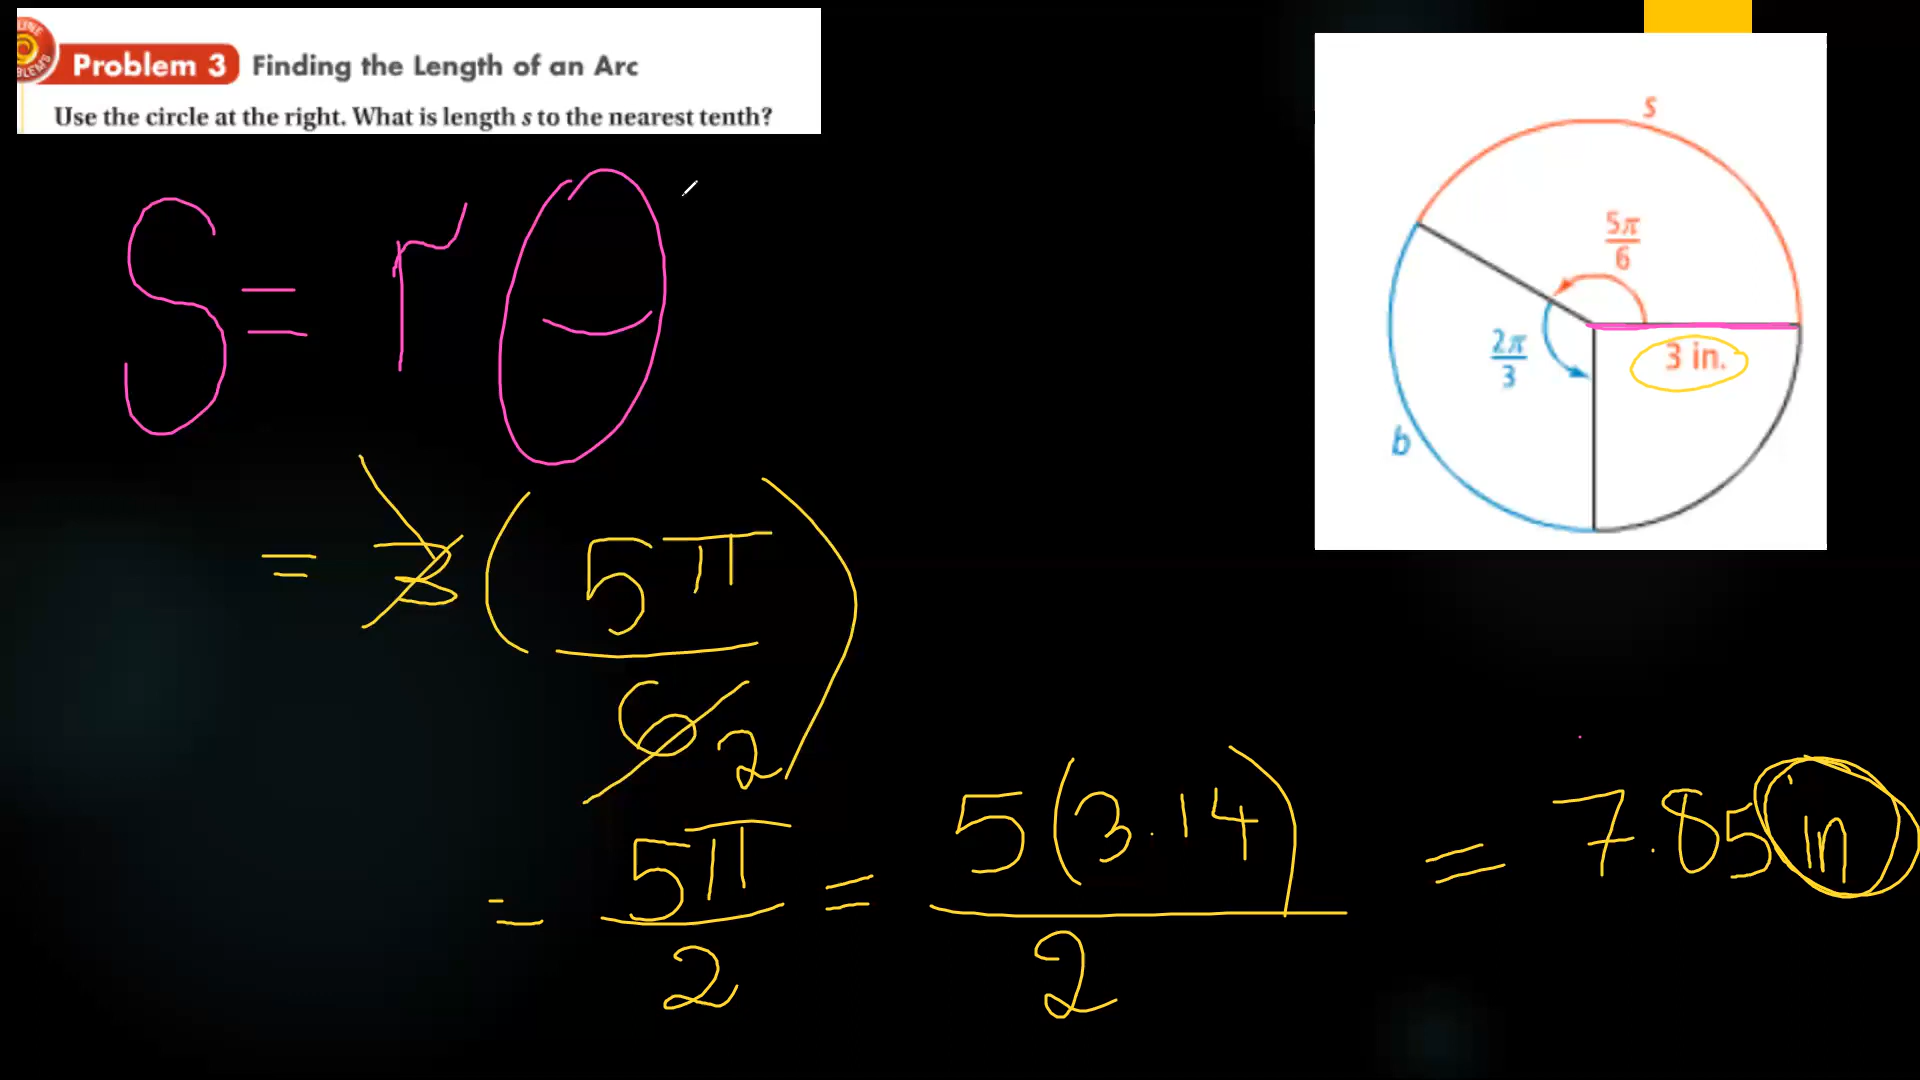 Problem 3 Finding the Length of an Arc
Use the circle at the right. What is length s to the nearest tenth?
S = rθ
= 3 (5π / 6 2)
= 5π / 2 = 5(3.14) / 2 = 7.85 in
s
5π / 6
2π / 3
3 in.
b